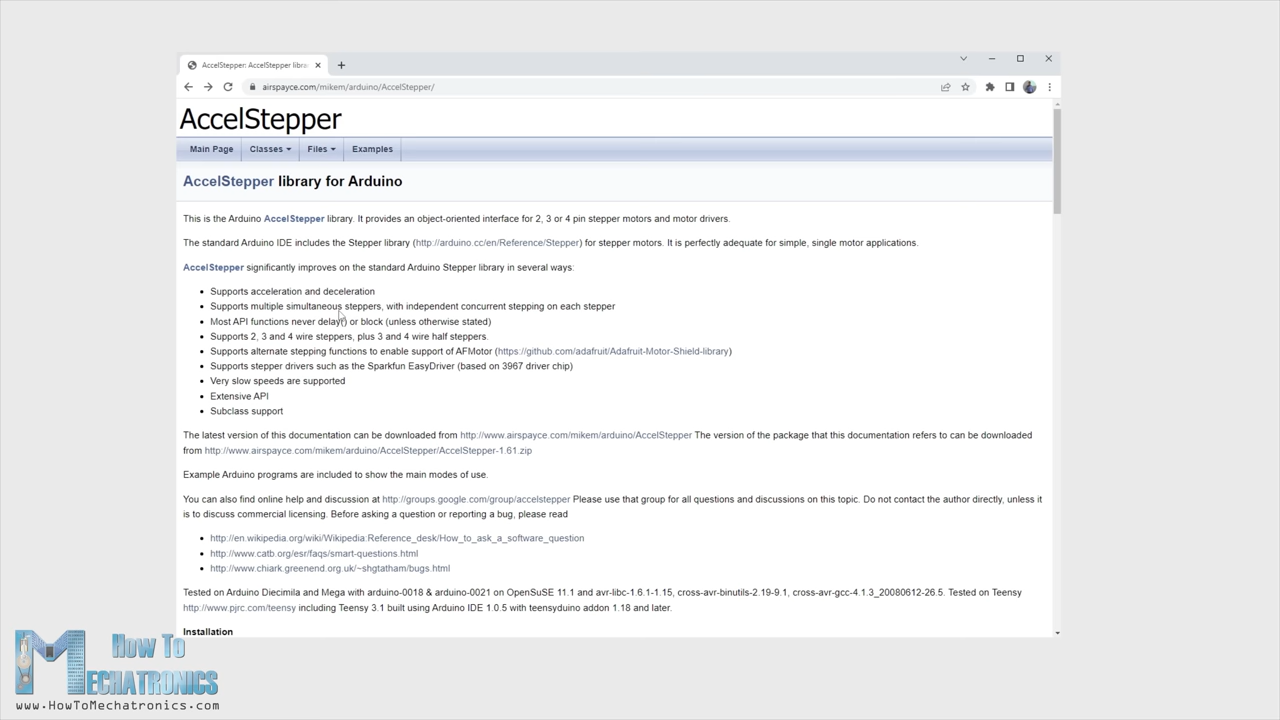 AccelStepper: AccelStepper libra
airspayce.com/mikem/arduino/AccelStepper/
AccelStepper
Main Page Classes Files Examples
AccelStepper library for Arduino
This is the Arduino AccelStepper library. It provides an object-oriented interface for 2, 3 or 4 pin stepper motors and motor drivers.
The standard Arduino IDE includes the Stepper library (http://arduino.cc/en/Reference/Stepper) for stepper motors. It is perfectly adequate for simple, single motor applications.
AccelStepper significantly improves on the standard Arduino Stepper library in several ways:
• Supports acceleration and deceleration
• Supports multiple simultaneous steppers, with independent concurrent stepping on each stepper
• Most API functions never delay() or block (unless otherwise stated)
• Supports 2, 3 and 4 wire steppers, plus 3 and 4 wire half steppers.
• Supports alternate stepping functions to enable support of AFMotor (https://github.com/adafruit/Adafruit-Motor-Shield-library)
• Supports stepper drivers such as the Sparkfun EasyDriver (based on 3967 driver chip)
• Very slow speeds are supported
• Extensive API
• Subclass support
The latest version of this documentation can be downloaded from http://www.airspayce.com/mikem/arduino/AccelStepper The version of the package that this documentation refers to can be downloaded
from http://www.airspayce.com/mikem/arduino/AccelStepper/AccelStepper-1.61.zip
Example Arduino programs are included to show the main modes of use.
You can also find online help and discussion at http://groups.google.com/group/accelstepper Please use that group for all questions and discussions on this topic. Do not contact the author directly, unless it
is to discuss commercial licensing. Before asking a question or reporting a bug, please read
• http://en.wikipedia.org/wiki/Wikipedia:Reference_desk/How_to_ask_a_software_question
• http://www.catb.org/esr/faqs/smart-questions.html
• http://www.chiark.greenend.org.uk/~shgtatham/bugs.html
Tested on Arduino Diecimila and Mega with arduino-0018 & arduino-0021 on OpenSuSE 11.1 and avr-libc-1.6.1-1.15, cross-avr-binutils-2.19-9.1, cross-avr-gcc-4.1.3_20080612-26.5. Tested on Teensy
http://www.pjrc.com/teensy including Teensy 3.1 built using Arduino IDE 1.0.5 with teensyduino addon 1.18 and later.
Installation
How To
MECHATRONICS
www.HowToMechatronics.com